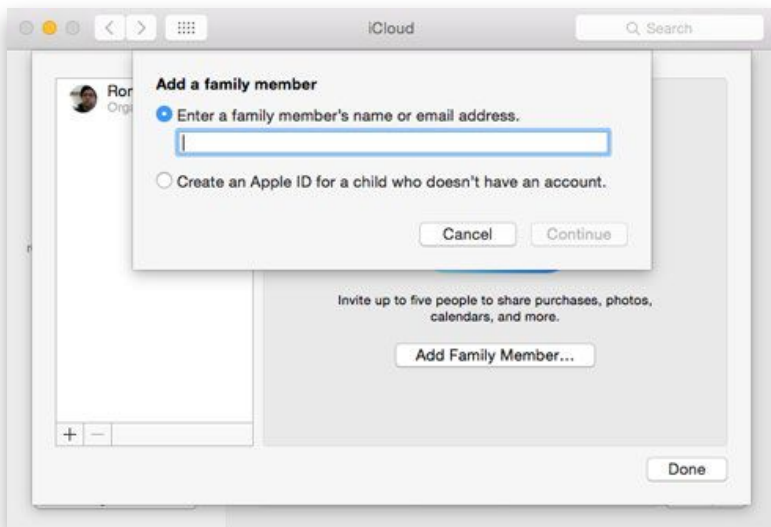 iCloud
Search
Add a family member
Enter a family member's name or email address.
Create an Apple ID for a child who doesn't have an account.
Cancel
Continue
Invite up to five people to share purchases, photos,
calendars, and more.
Add Family Member...
Done